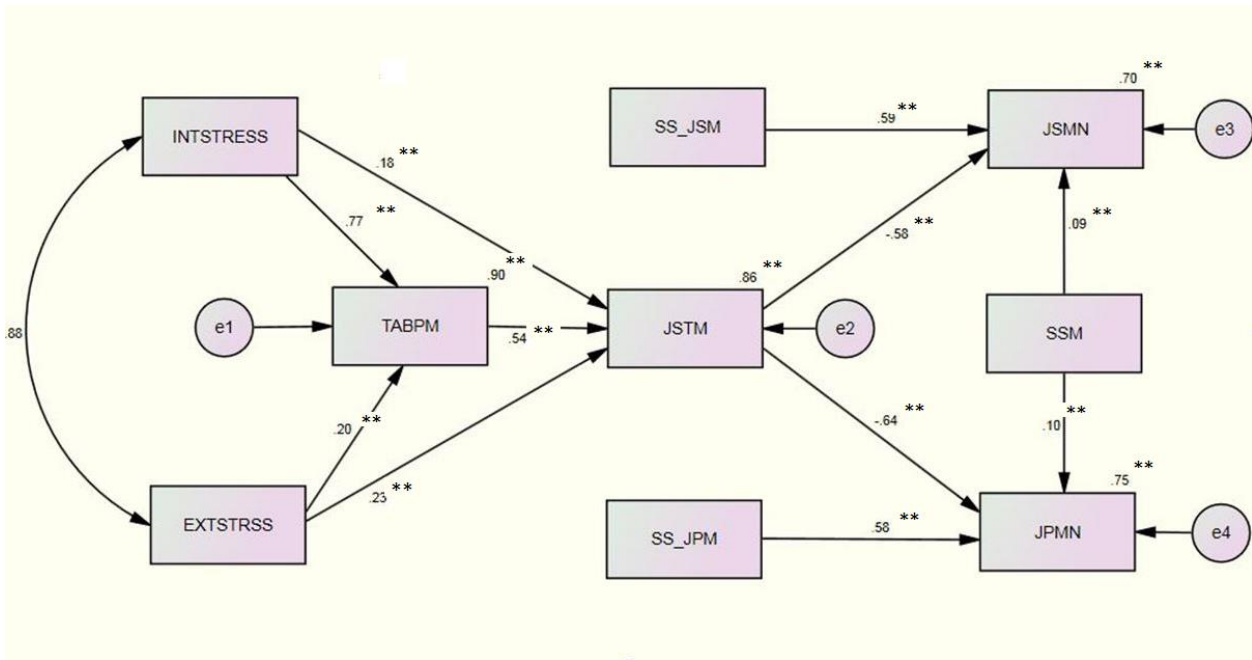 .70 **
INTSTRESS
SS_JSM
.59 **
JSMN
e3
.18 **
.77 **
-.58 **
.09 **
.90 **
.86 **
.88
e1
TABPM
.54 **
JSTM
e2
SSM
.20 **
-.64 **
.10 **
.23 **
.75 **
EXTSTRSS
SS_JPM
.58 **
JPMN
e4